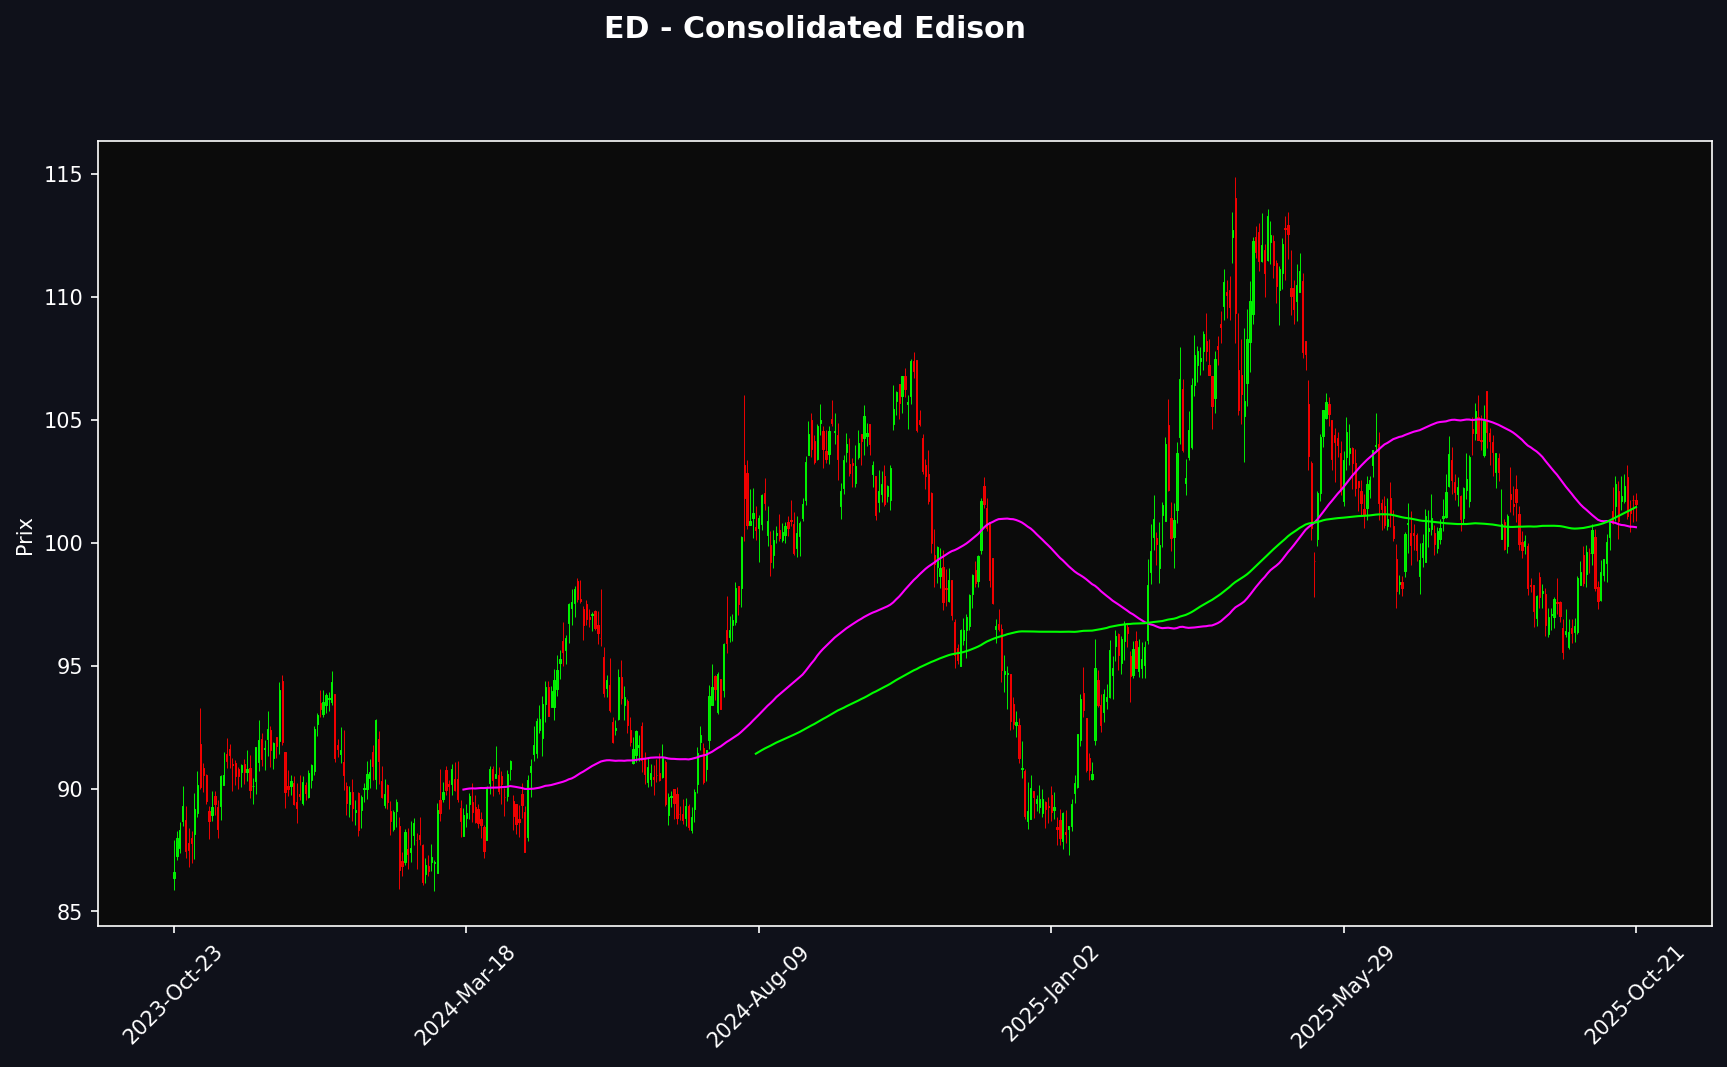 ED - Consolidated Edison
Prix
115
110
105
100
95
90
85
2023-Oct-23
2024-Mar-18
2024-Aug-09
2025-Jan-02
2025-May-29
2025-Oct-21